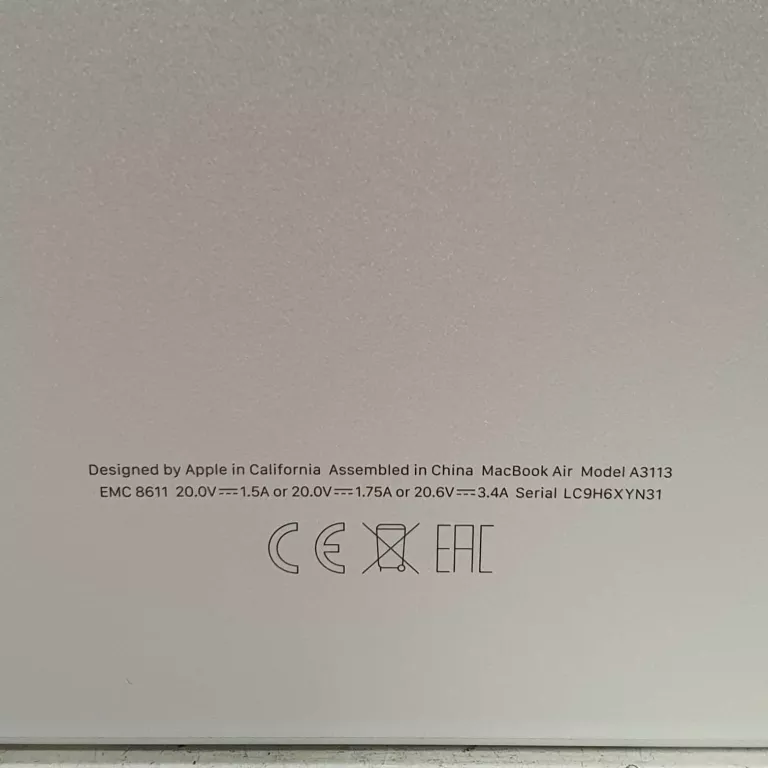 Designed by Apple in California Assembled in China MacBook Air Model A3113
EMC 8611 20.0V⎓1.5A or 20.0V⎓1.75A or 20.6V⎓3.4A Serial LC9H6XYN31
CE EAC